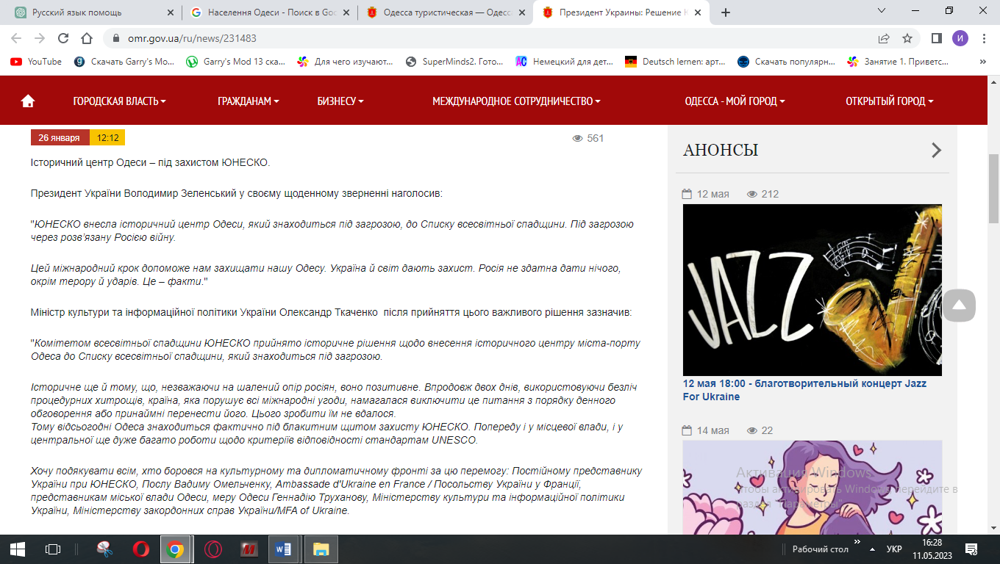 Русский язык помощь
Населення Одеси - Поиск в Goo
Одесса туристическая — Одесс
Президент Украины: Решение Ю
omr.gov.ua/ru/news/231483
И
YouTube
Скачать Garry's Mo...
Garry's Mod 13 ска...
Для чего изучают...
SuperMinds2. Гото...
Немецкий для дет...
Deutsch lernen: арт...
Скачать популярн...
Занятие 1. Приветс...
»
ГОРОДСКАЯ ВЛАСТЬ
ГРАЖДАНАМ
БИЗНЕСУ
МЕЖДУНАРОДНОЕ СОТРУДНИЧЕСТВО
ОДЕССА - МОЙ ГОРОД
ОТКРЫТЫЙ ГОРОД
26 января 12:12
561
Історичний центр Одеси – під захистом ЮНЕСКО.
Президент України Володимир Зеленський у своєму щоденному зверненні наголосив:
"ЮНЕСКО внесла історичний центр Одеси, який знаходиться під загрозою, до Списку всесвітньої спадщини. Під загрозою
через розв’язану Росією війну.
Цей міжнародний крок допоможе нам захищати нашу Одесу. Україна й світ дають захист. Росія не здатна дати нічого,
окрім терору й ударів. Це – факти."
Міністр культури та інформаційної політики України Олександр Ткаченко після прийняття цього важливого рішення зазначив:
"Комітетом всесвітньої спадщини ЮНЕСКО прийнято історичне рішення щодо внесення історичного центру міста-порту
Одеса до Списку всесвітньої спадщини, який знаходиться під загрозою.
Історичне ще й тому, що, незважаючи на шалений опір росіян, воно позитивне. Впродовж двох днів, використовуючи безліч
процедурних хитрощів, країна, яка порушує всі міжнародні угоди, намагалася виключити це питання з порядку денного
обговорення або принаймні перенести його. Цього зробити їм не вдалося.
Тому відсьогодні Одеса знаходиться фактично під блакитним щитом захисту ЮНЕСКО. Попереду і у місцевої влади, і у
центральної ще дуже багато роботи щодо критеріїв відповідності стандартам UNESCO.
Хочу подякувати всім, хто боровся на культурному та дипломатичному фронті за цю перемогу: Постійному представнику
України при ЮНЕСКО, Послу Вадиму Омельченку, Ambassade d'Ukraine en France / Посольству України у Франції,
представникам міської влади Одеси, меру Одеси Геннадію Труханову, Міністерству культури та інформаційної політики
України, Міністерству закордонних справ України/MFA of Ukraine.
АНОНСЫ
12 мая 212
JAZZ
12 мая 18:00 - благотворительный концерт Jazz
For Ukraine
14 мая 22
Активация Windows
Чтобы активировать Windows, перейдите в
раздел "Параметры".
Рабочий стол
»
УКР
16:28
11.05.2023